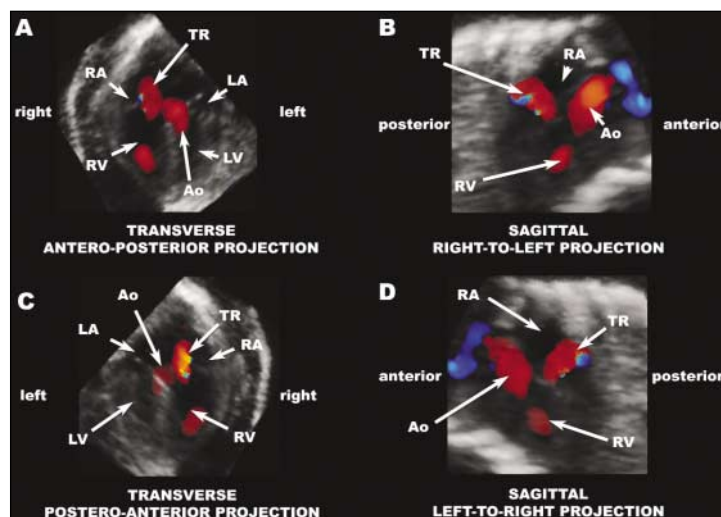 A
TR
RA
LA
right
left
RV
LV
Ao
TRANSVERSE
ANTERO-POSTERIOR PROJECTION
B
RA
TR
posterior
anterior
Ao
RV
SAGITTAL
RIGHT-TO-LEFT PROJECTION
C
Ao
TR
LA
RA
left
right
LV
RV
TRANSVERSE
POSTERO-ANTERIOR PROJECTION
D
RA
TR
anterior
posterior
Ao
RV
SAGITTAL
LEFT-TO-RIGHT PROJECTION